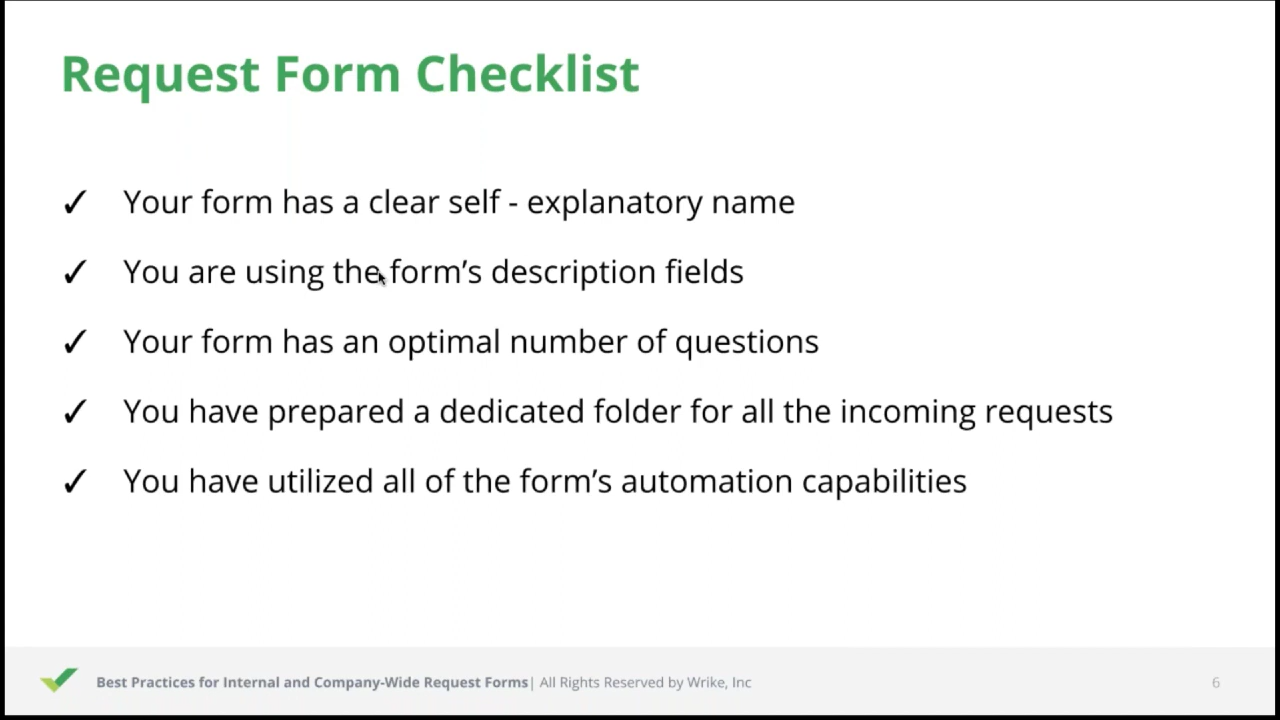 Request Form Checklist
✓ Your form has a clear self - explanatory name
✓ You are using the form’s description fields
✓ Your form has an optimal number of questions
✓ You have prepared a dedicated folder for all the incoming requests
✓ You have utilized all of the form’s automation capabilities
Best Practices for Internal and Company-Wide Request Forms| All Rights Reserved by Wrike, Inc 6